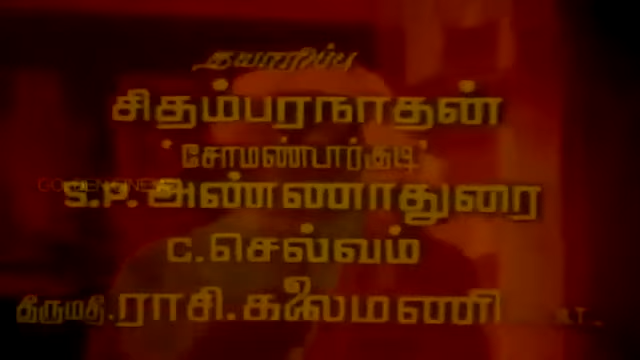 தயாரிப்பு
சிதம்பரநாதன்
'சோமண்பார்குடி'
S.P. அண்ணாதுரை
C. செல்வம்
திருமதி. ராசி. கலைமணி